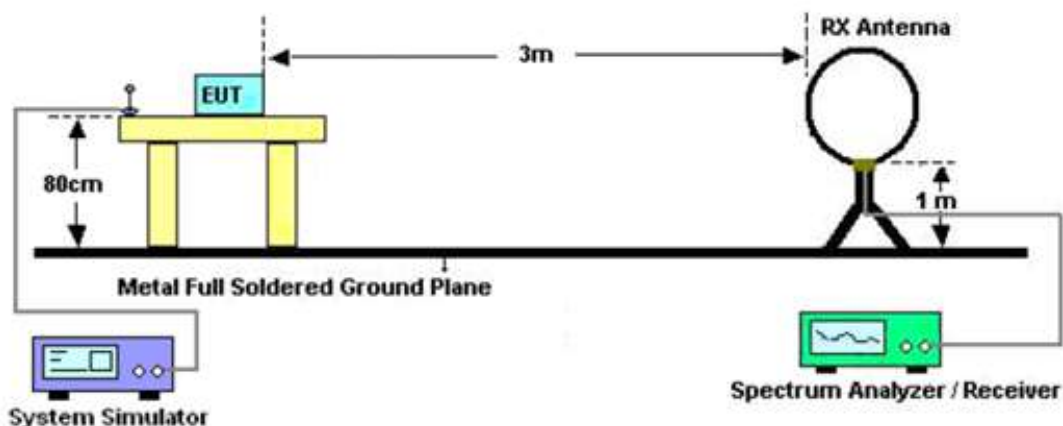 RX Antenna
3m
EUT
80cm
1 m
Metal Full Soldered Ground Plane
System Simulator
Spectrum Analyzer / Receiver